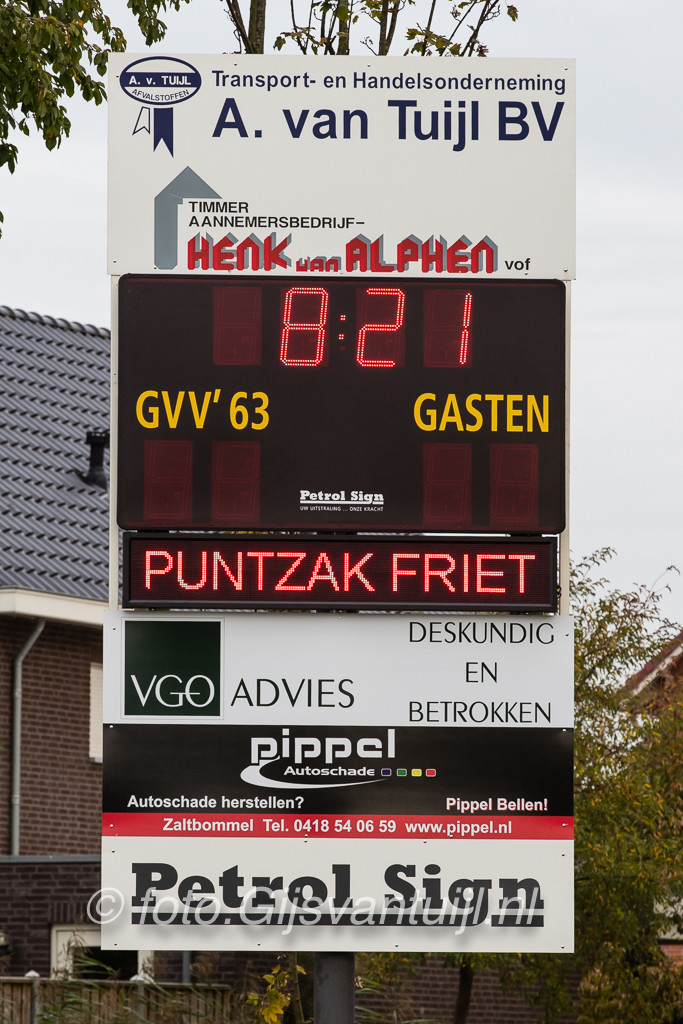 A. v. TUIJL
AFVALSTOFFEN
Transport- en Handelsonderneming
A. van Tuijl BV
TIMMER
AANNEMERSBEDRIJF-
HENK van ALPHEN vof
8:21
GVV' 63 GASTEN
Petrol Sign
UW UITSTRALING ... ONZE KRACHT
PUNTZAK FRIET
VGO ADVIES
DESKUNDIG
EN
BETROKKEN
pippel
Autoschade
Autoschade herstellen? Pippel Bellen!
Zaltbommel Tel. 0418 54 06 59 www.pippel.nl
Petrol Sign
© foto.Gijsvantuijl.nl